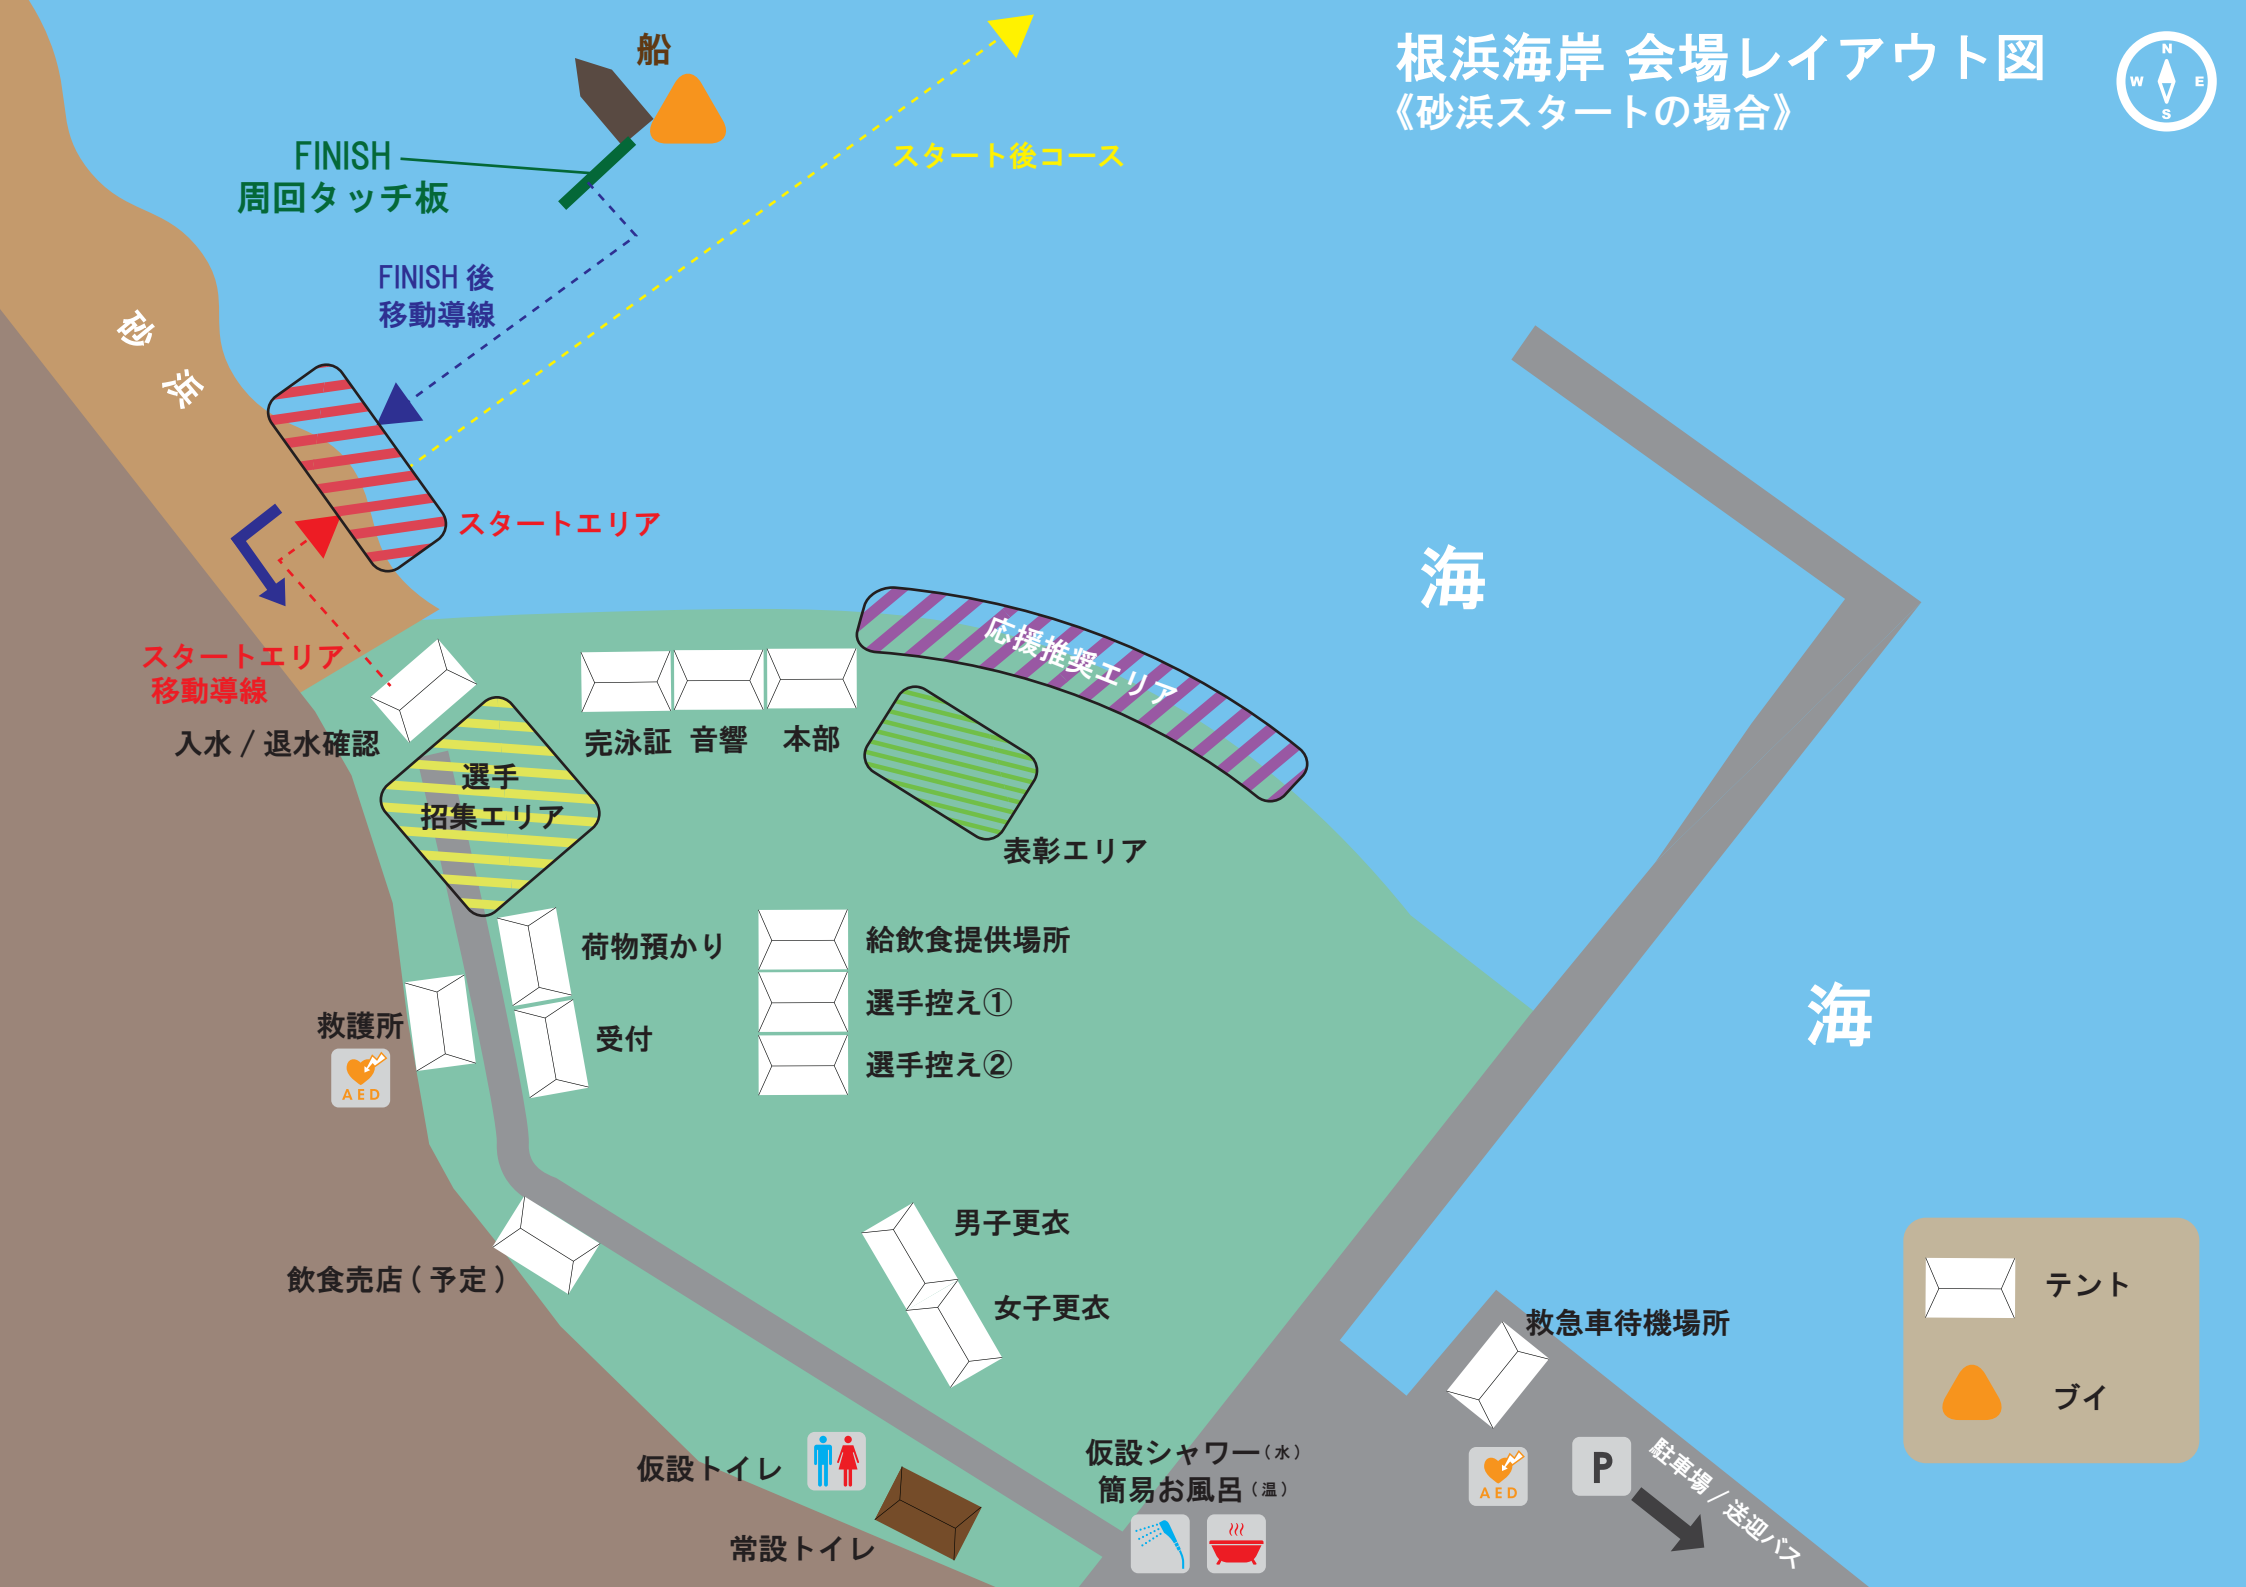 根浜海岸 会場レイアウト図
《砂浜スタートの場合》
N
W
E
S
船
FINISH
周回タッチ板
スタート後コース
FINISH 後
移動導線
砂
浜
スタートエリア
スタートエリア
移動導線
入水 / 退水確認
選手
招集エリア
完泳証
音響
本部
応援推奨エリア
表彰エリア
海
海
荷物預かり
受付
救護所
AED
給飲食提供場所
選手控え①
選手控え②
飲食売店 ( 予定 )
男子更衣
女子更衣
仮設トイレ
常設トイレ
仮設シャワー（水）
簡易お風呂（温）
救急車待機場所
AED
P
駐車場 / 送迎バス
テント
ブイ